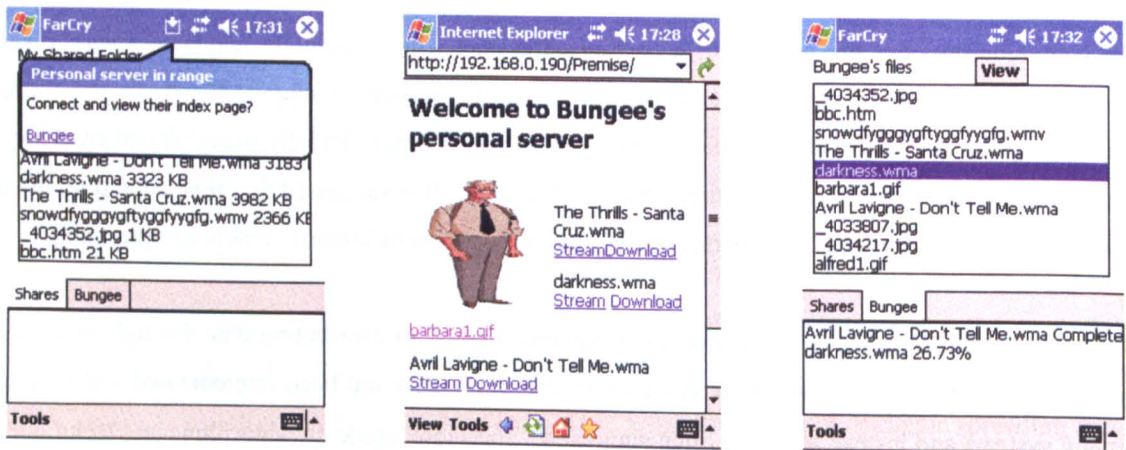 FarCry 17:31
My Shared Folder
Personal server in range
Connect and view their index page?
Bungee
Avril Lavigne - Don't Tell Me.wma 3183
darkness.wma 3323 KB
The Thrills - Santa Cruz.wma 3982 KB
snowdfygggygftyggfyygfg.wmv 2366 KB
_4034352.jpg 1 KB
bbc.htm 21 KB
Shares Bungee
Tools
Internet Explorer 17:28
http://192.168.0.190/Premise/
Welcome to Bungee's
personal server
The Thrills - Santa
Cruz.wma
StreamDownload
darkness.wma
Stream Download
barbara1.gif
Avril Lavigne - Don't Tell Me.wma
Stream Download
View Tools
FarCry 17:32
Bungee's files View
_4034352.jpg
bbc.htm
snowdfygggygftyggfyygfg.wmv
The Thrills - Santa Cruz.wma
darkness.wma
barbara1.gif
Avril Lavigne - Don't Tell Me.wma
_4033807.jpg
_4034217.jpg
alfred1.gif
Shares Bungee
Avril Lavigne - Don't Tell Me.wma Complete
darkness.wma 26.73%
Tools